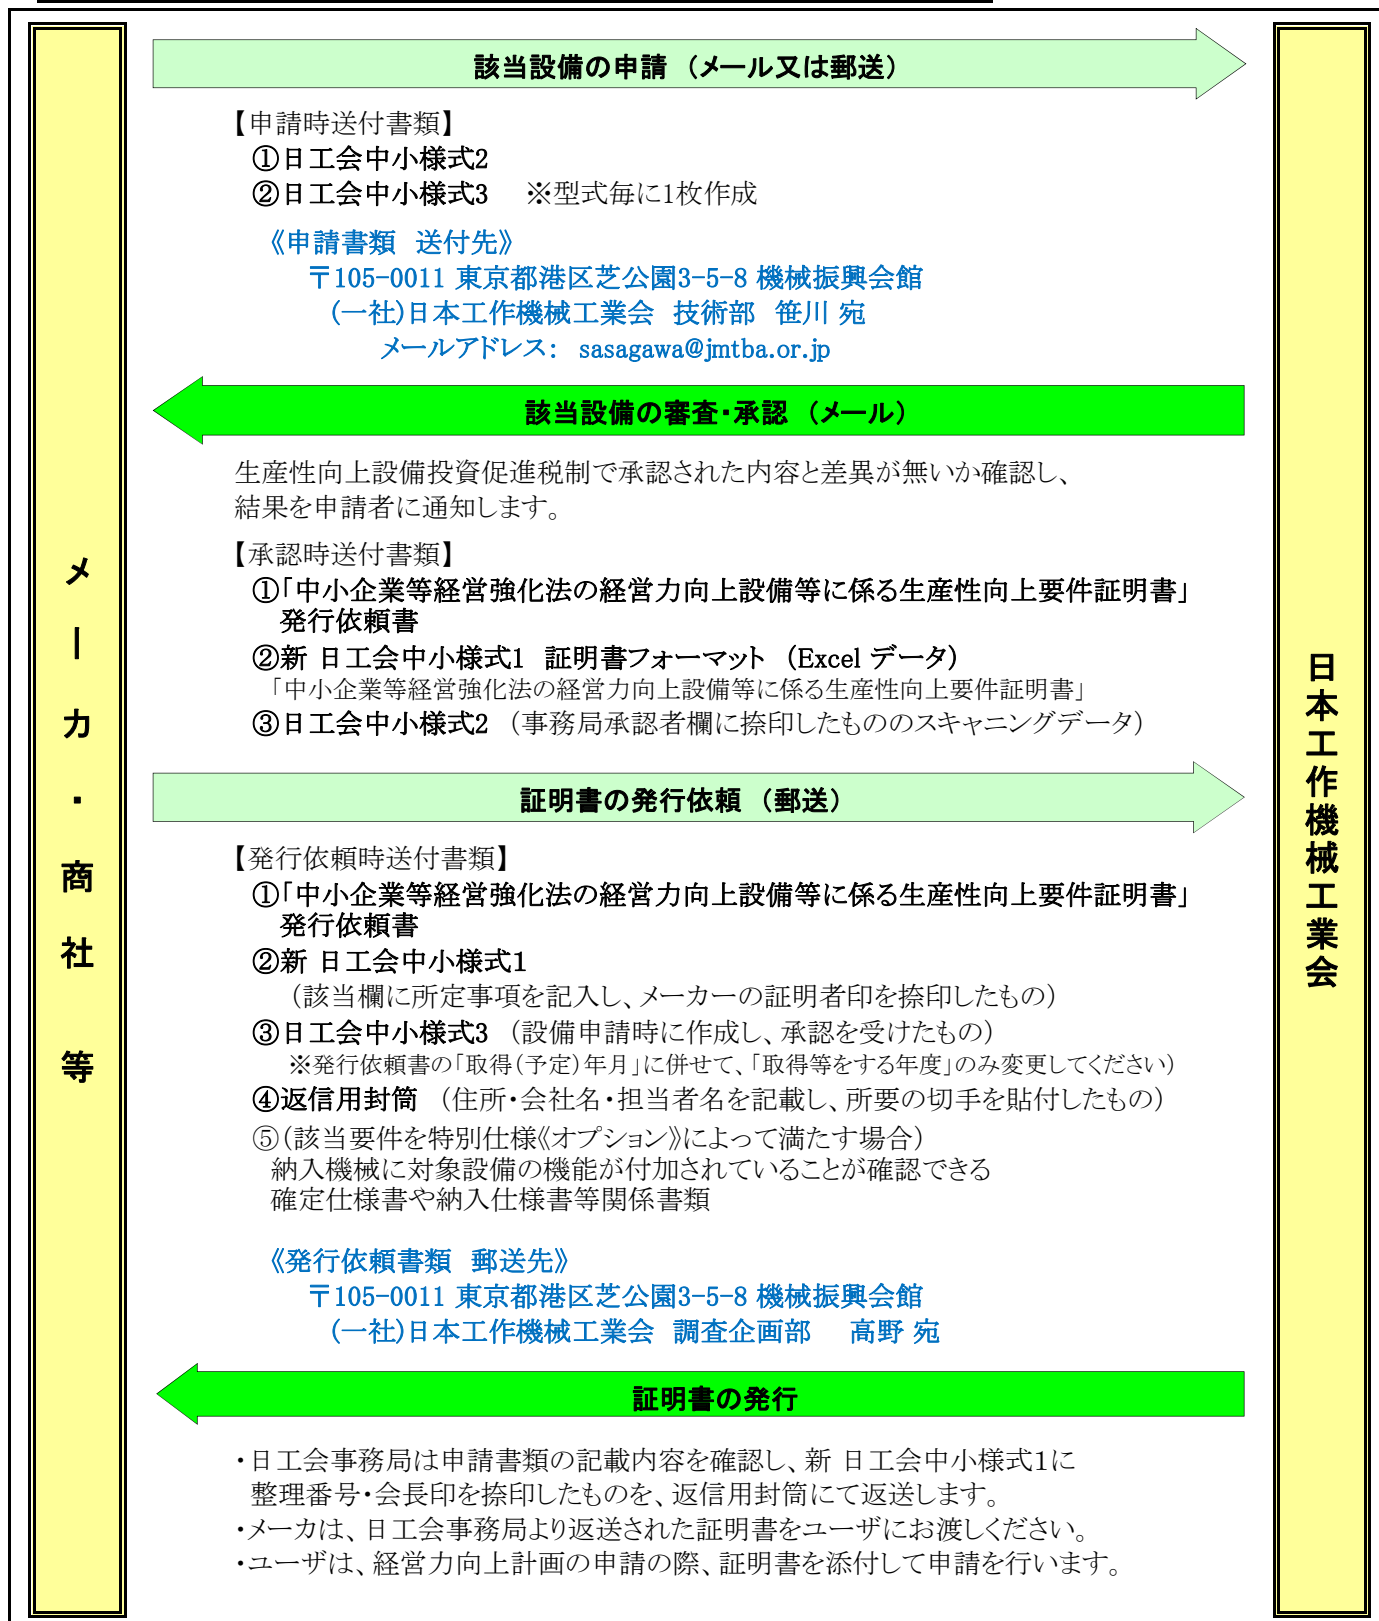 該当設備の申請 （メール又は郵送）
【申請時送付書類】
①日工会中小様式2
②日工会中小様式3 ※型式毎に1枚作成
《申請書類 送付先》
〒105-0011 東京都港区芝公園3-5-8 機械振興会館
(一社)日本工作機械工業会 技術部 笹川 宛
メールアドレス： sasagawa@jmtba.or.jp
該当設備の審査・承認 （メール）
生産性向上設備投資促進税制で承認された内容と差異が無いか確認し、
結果を申請者に通知します。
【承認時送付書類】
①「中小企業等経営強化法の経営力向上設備等に係る生産性向上要件証明書」
発行依頼書
②新 日工会中小様式1 証明書フォーマット （Excel データ）
「中小企業等経営強化法の経営力向上設備等に係る生産性向上要件証明書」
③日工会中小様式2 （事務局承認者欄に捺印したもののスキャニングデータ）
証明書の発行依頼 （郵送）
【発行依頼時送付書類】
①「中小企業等経営強化法の経営力向上設備等に係る生産性向上要件証明書」
発行依頼書
②新 日工会中小様式1
（該当欄に所定事項を記入し、メーカーの証明者印を捺印したもの）
③日工会中小様式3 （設備申請時に作成し、承認を受けたもの）
※発行依頼書の「取得（予定）年月」に併せて、「取得等をする年度」のみ変更してください）
④返信用封筒 （住所・会社名・担当者名を記載し、所要の切手を貼付したもの）
⑤（該当要件を特別仕様《オプション》によって満たす場合）
納入機械に対象設備の機能が付加されていることが確認できる
確定仕様書や納入仕様書等関係書類
《発行依頼書類 郵送先》
〒105-0011 東京都港区芝公園3-5-8 機械振興会館
(一社)日本工作機械工業会 調査企画部 高野 宛
証明書の発行
・日工会事務局は申請書類の記載内容を確認し、新 日工会中小様式1に
整理番号・会長印を捺印したものを、返信用封筒にて返送します。
・メーカは、日工会事務局より返送された証明書をユーザにお渡しください。
・ユーザは、経営力向上計画の申請の際、証明書を添付して申請を行います。
メーカ・商社 等
日本工作機械工業会